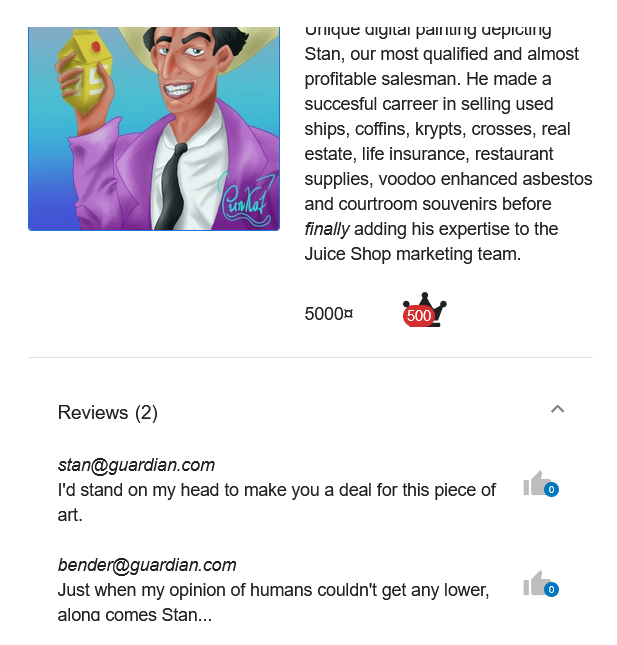 Unique digital painting depicting
Stan, our most qualified and almost
profitable salesman. He made a
succesful carreer in selling used
ships, coffins, krypts, crosses, real
estate, life insurance, restaurant
supplies, voodoo enhanced asbestos
and courtroom souvenirs before
finally adding his expertise to the
Juice Shop marketing team.
5000¤
500
Reviews (2)
stan@guardian.com
I'd stand on my head to make you a deal for this piece of
art.
0
bender@guardian.com
Just when my opinion of humans couldn't get any lower,
along comes Stan...
0